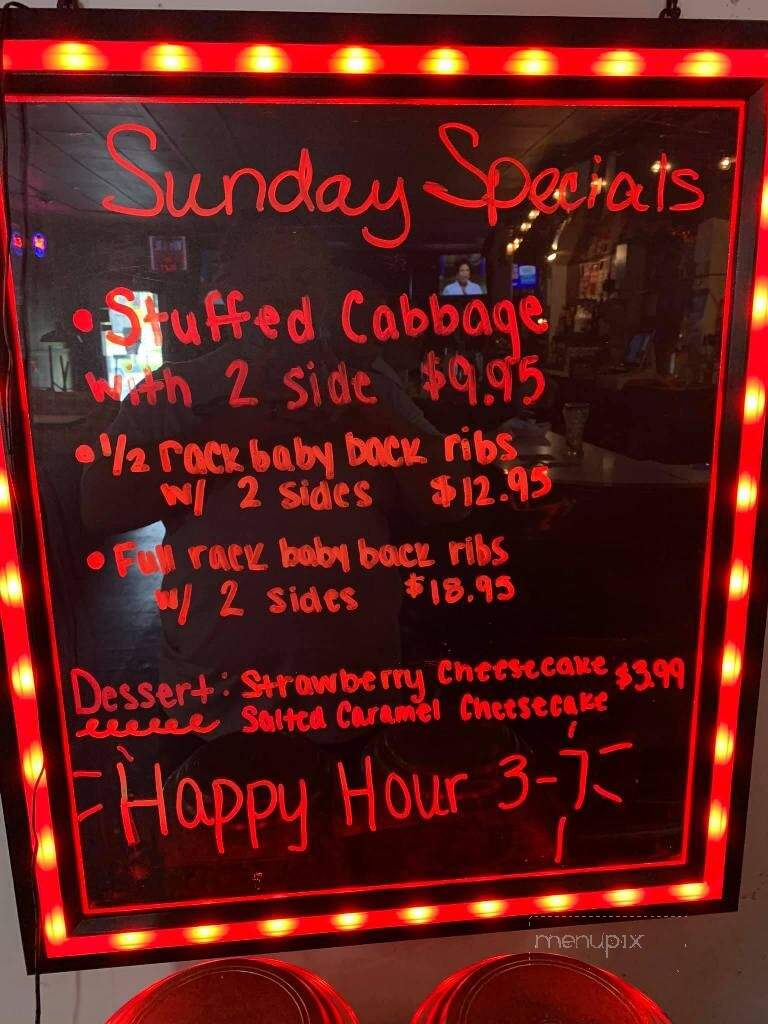 Sunday Specials
• Stuffed Cabbage
with 2 side $9.95
• 1/2 rack baby back ribs
w/ 2 sides $12.95
• Full rack baby back ribs
w/ 2 sides $18.95
Dessert: Strawberry Cheesecake $3.99
Salted Caramel Cheesecake
Happy Hour 3-7
menupix